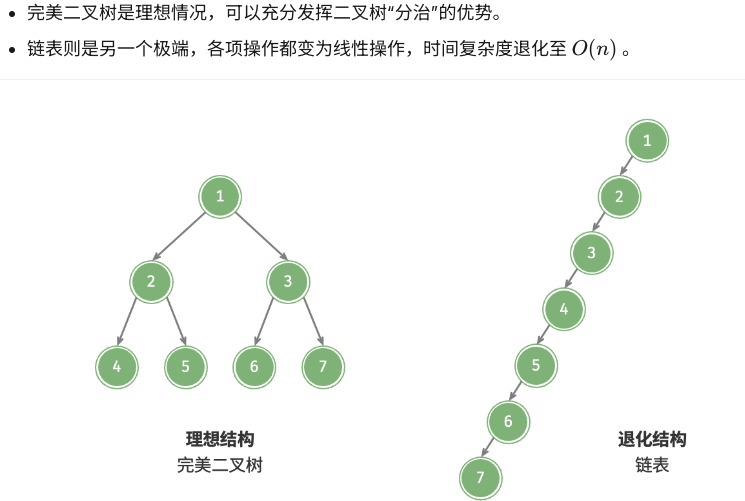 • 完美二叉树是理想情况，可以充分发挥二叉树“分治”的优势。
• 链表则是另一个极端，各项操作都变为线性操作，时间复杂度退化至 O(n) 。
1
2
3
4
5
6
7
理想结构
完美二叉树
1
2
3
4
5
6
7
退化结构
链表